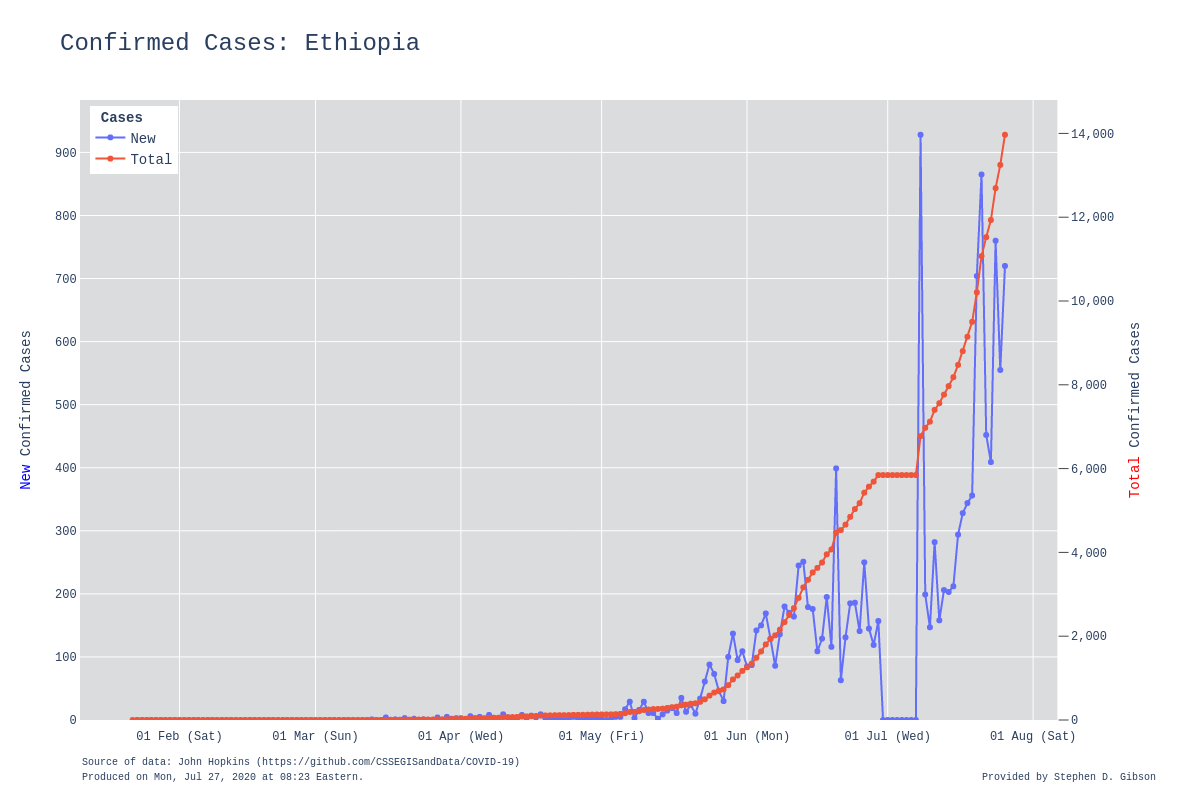 Confirmed Cases: Ethiopia
Cases
New
Total
900
800
700
600
500
400
300
200
100
0
New Confirmed Cases
14,000
12,000
10,000
8,000
6,000
4,000
2,000
0
Total Confirmed Cases
01 Feb (Sat) 01 Mar (Sun) 01 Apr (Wed) 01 May (Fri) 01 Jun (Mon) 01 Jul (Wed) 01 Aug (Sat)
Source of data: John Hopkins (https://github.com/CSSEGISandData/COVID-19)
Produced on Mon, Jul 27, 2020 at 08:23 Eastern.
Provided by Stephen D. Gibson